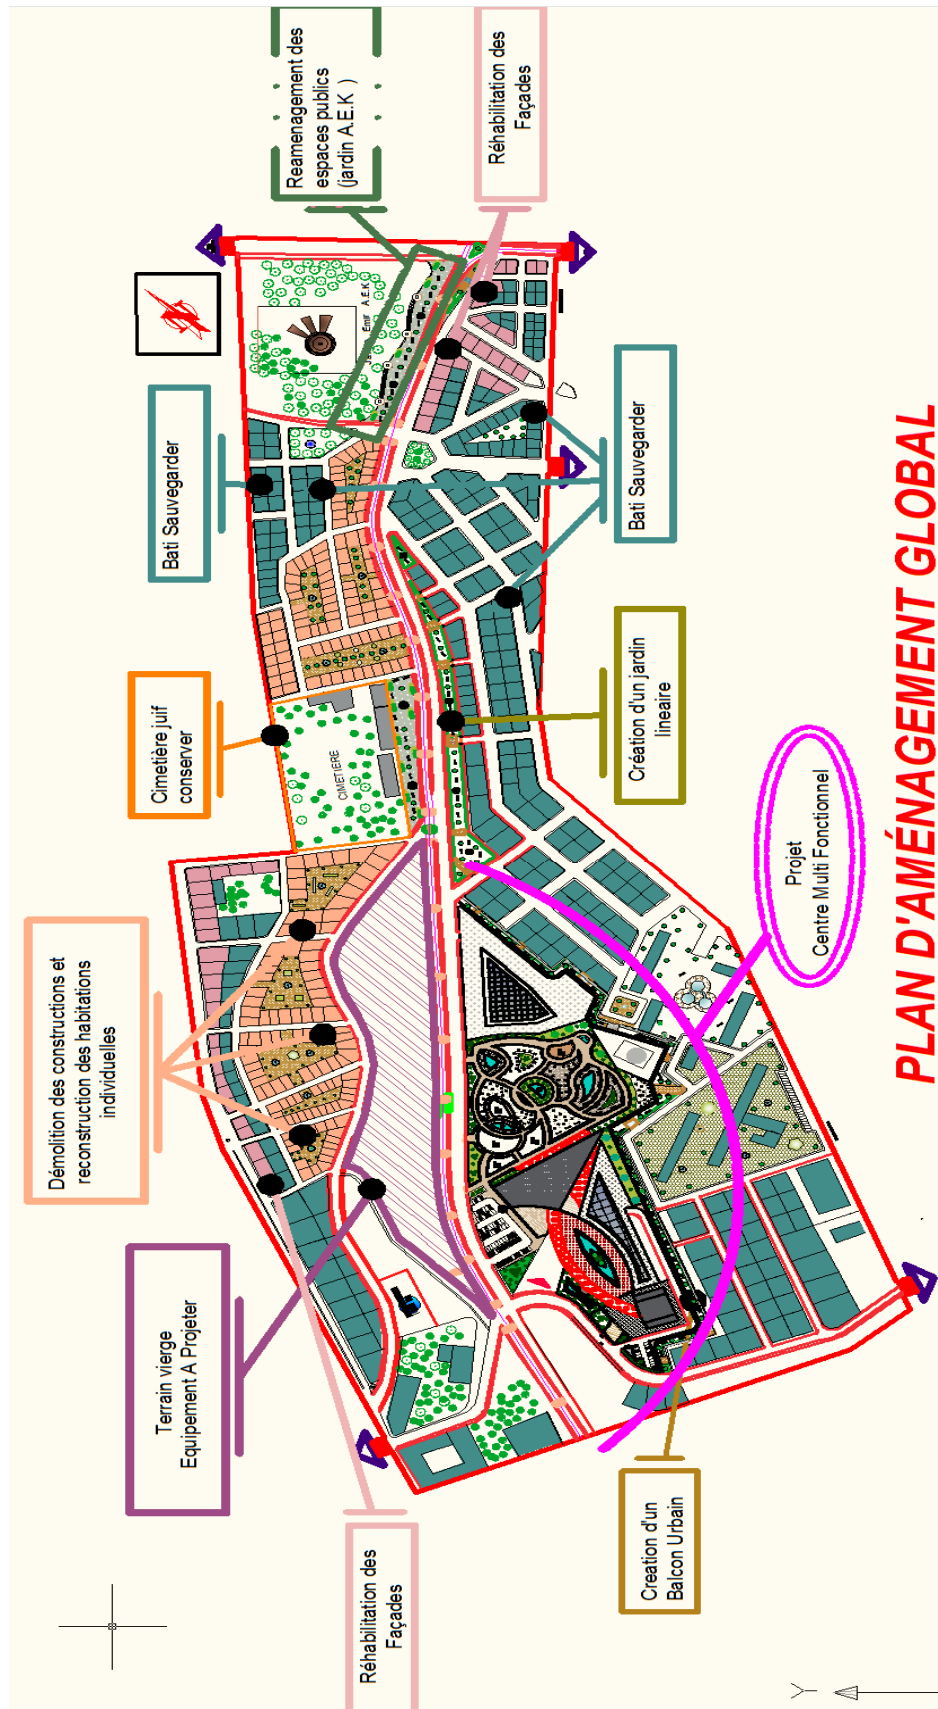 Reamenagement des
espaces publics
(jardin A.E.K )
Réhabilitation des
Façades
Emir A.E.K
Bati Sauvegarder
Bati Sauvegarder
Cimetière juif
conserver
CIMETIERE
Création d'un jardin
lineaire
Projet
Centre Multi Fonctionnel
PLAN D'AMÉNAGEMENT GLOBAL
Démolition des constructions et
reconstruction des habitations
individuelles
Terrain vierge
Equipement A Projeter
Réhabilitation des
Façades
Creation d'un
Balcon Urbain
Y